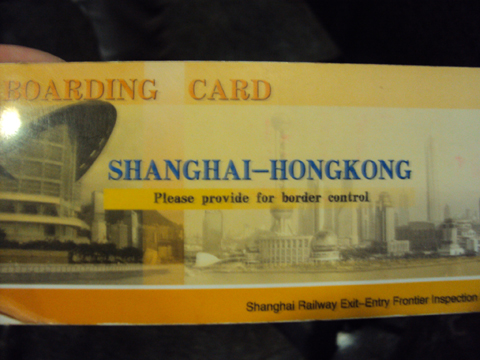 BOARDING CARD
SHANGHAI–HONGKONG
Please provide for border control
Shanghai Railway Exit–Entry Frontier Inspection